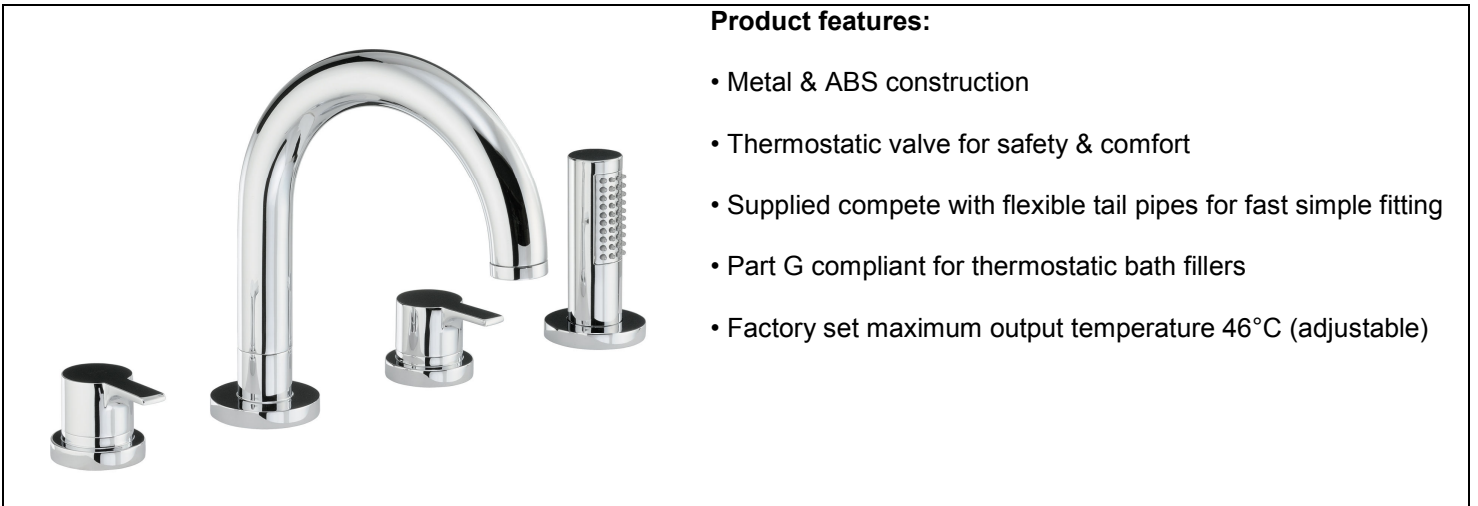 Product features:
• Metal & ABS construction
• Thermostatic valve for safety & comfort
• Supplied compete with flexible tail pipes for fast simple fitting
• Part G compliant for thermostatic bath fillers
• Factory set maximum output temperature 46°C (adjustable)